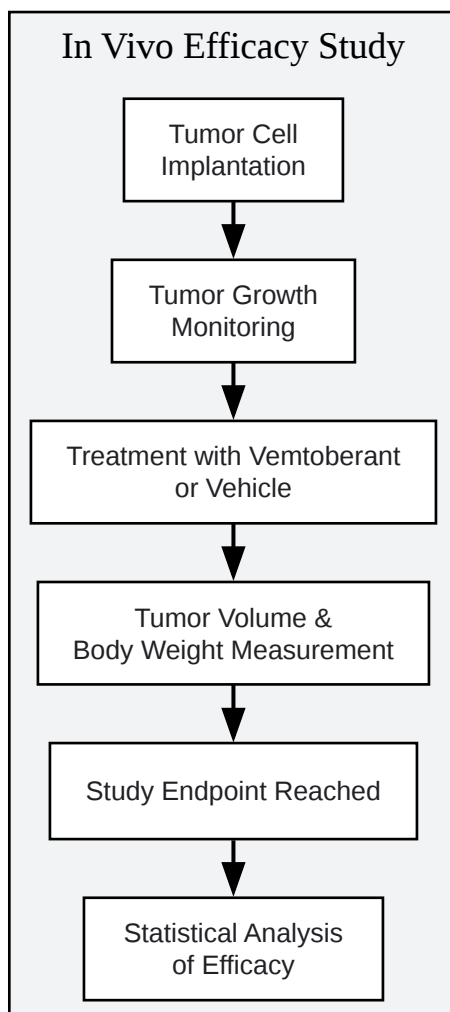 In Vivo Efficacy Study
Tumor Cell
Implantation
Tumor Growth
Monitoring
Treatment with Vemtoberant
or Vehicle
Tumor Volume &
Body Weight Measurement
Study Endpoint Reached
Statistical Analysis
of Efficacy